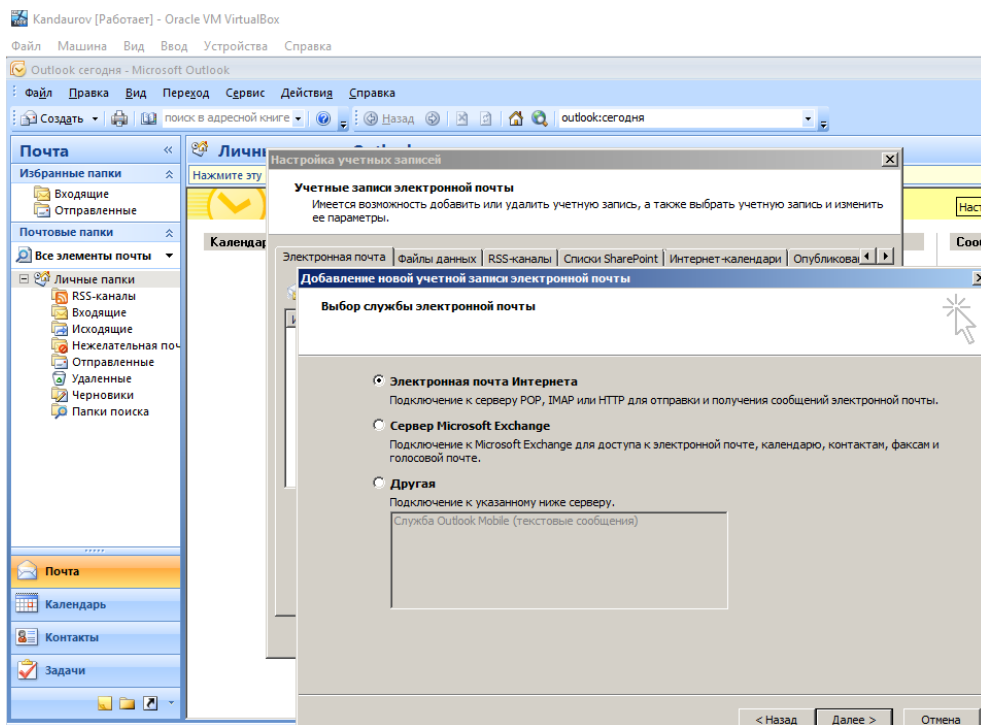 Kandaurov [Работает] - Oracle VM VirtualBox
Файл Машина Вид Ввод Устройства Справка
Outlook сегодня - Microsoft Outlook
Файл Правка Вид Переход Сервис Действия Справка
Создать поиск в адресной книге Назад outlook:сегодня
Почта
Избранные папки
Входящие
Отправленные
Почтовые папки
Все элементы почты
Личные папки
RSS-каналы
Входящие
Исходящие
Нежелательная поч
Отправленные
Удаленные
Черновики
Папки поиска
Почта
Календарь
Контакты
Задачи
Нажмите эту
Календар
Наст
Сооб
Настройка учетных записей
Учетные записи электронной почты
Имеется возможность добавить или удалить учетную запись, а также выбрать учетную запись и изменить
ее параметры.
Электронная почта Файлы данных RSS-каналы Списки SharePoint Интернет-календари Опубликова
Добавление новой учетной записи электронной почты
Выбор службы электронной почты
Электронная почта Интернета
Подключение к серверу POP, IMAP или HTTP для отправки и получения сообщений электронной почты.
Сервер Microsoft Exchange
Подключение к Microsoft Exchange для доступа к электронной почте, календарю, контактам, факсам и
голосовой почте.
Другая
Подключение к указанному ниже серверу.
Служба Outlook Mobile (текстовые сообщения)
< Назад Далее > Отмена